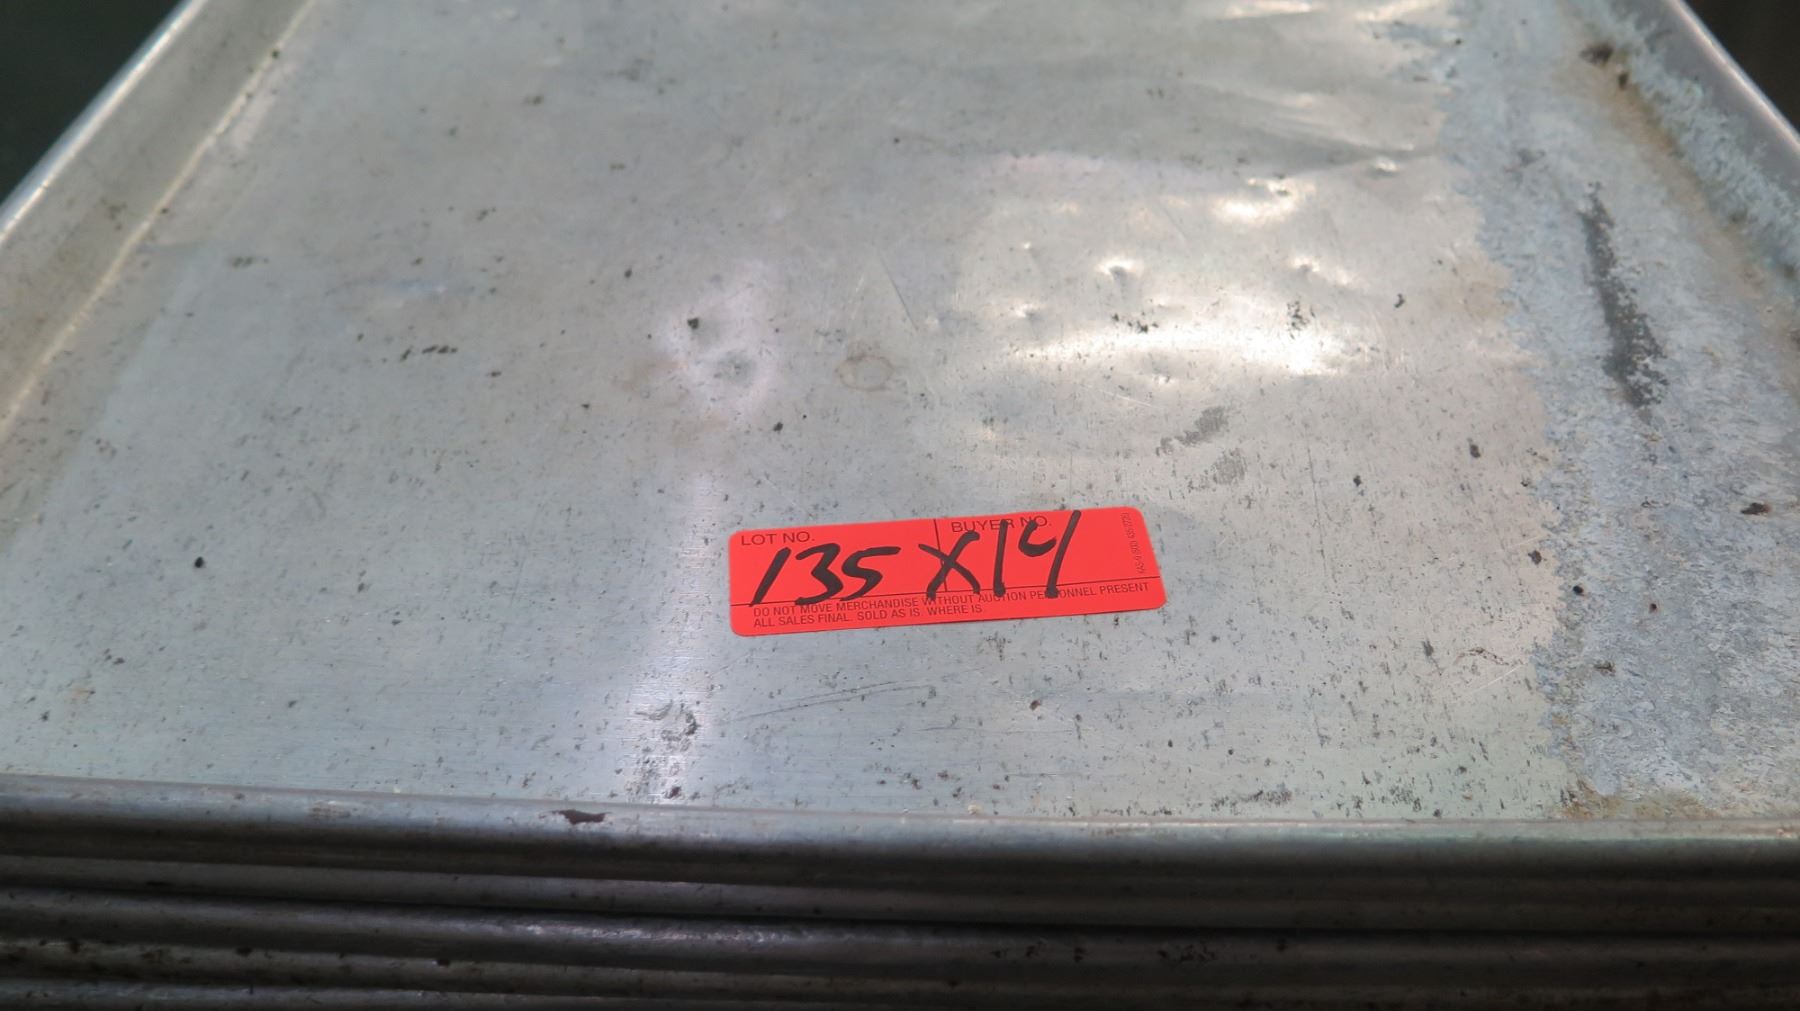 LOT NO. BUYER NO.
135 X14
DO NOT MOVE MERCHANDISE WITHOUT AUCTION PERSONNEL PRESENT
ALL SALES FINAL. SOLD AS IS. WHERE IS.